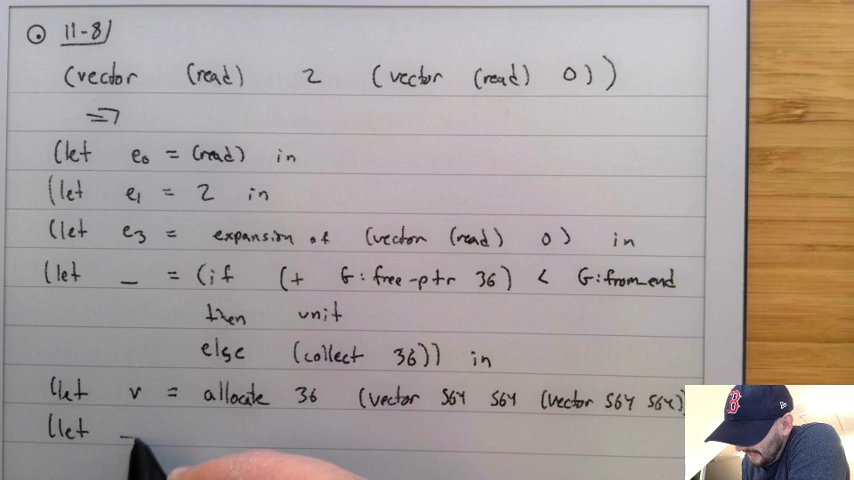 11-8)
(vector (read) 2 (vector (read) 0))
=>
(let e0 = (read) in
(let e1 = 2 in
(let e3 = expansion of (vector (read) 0) in
(let _ = (if (+ G:free-ptr 36) < G:from_end
then unit
else (collect 36)) in
(let v = allocate 36 (vector S64 S64 (vector S64 S64)
(let _
B